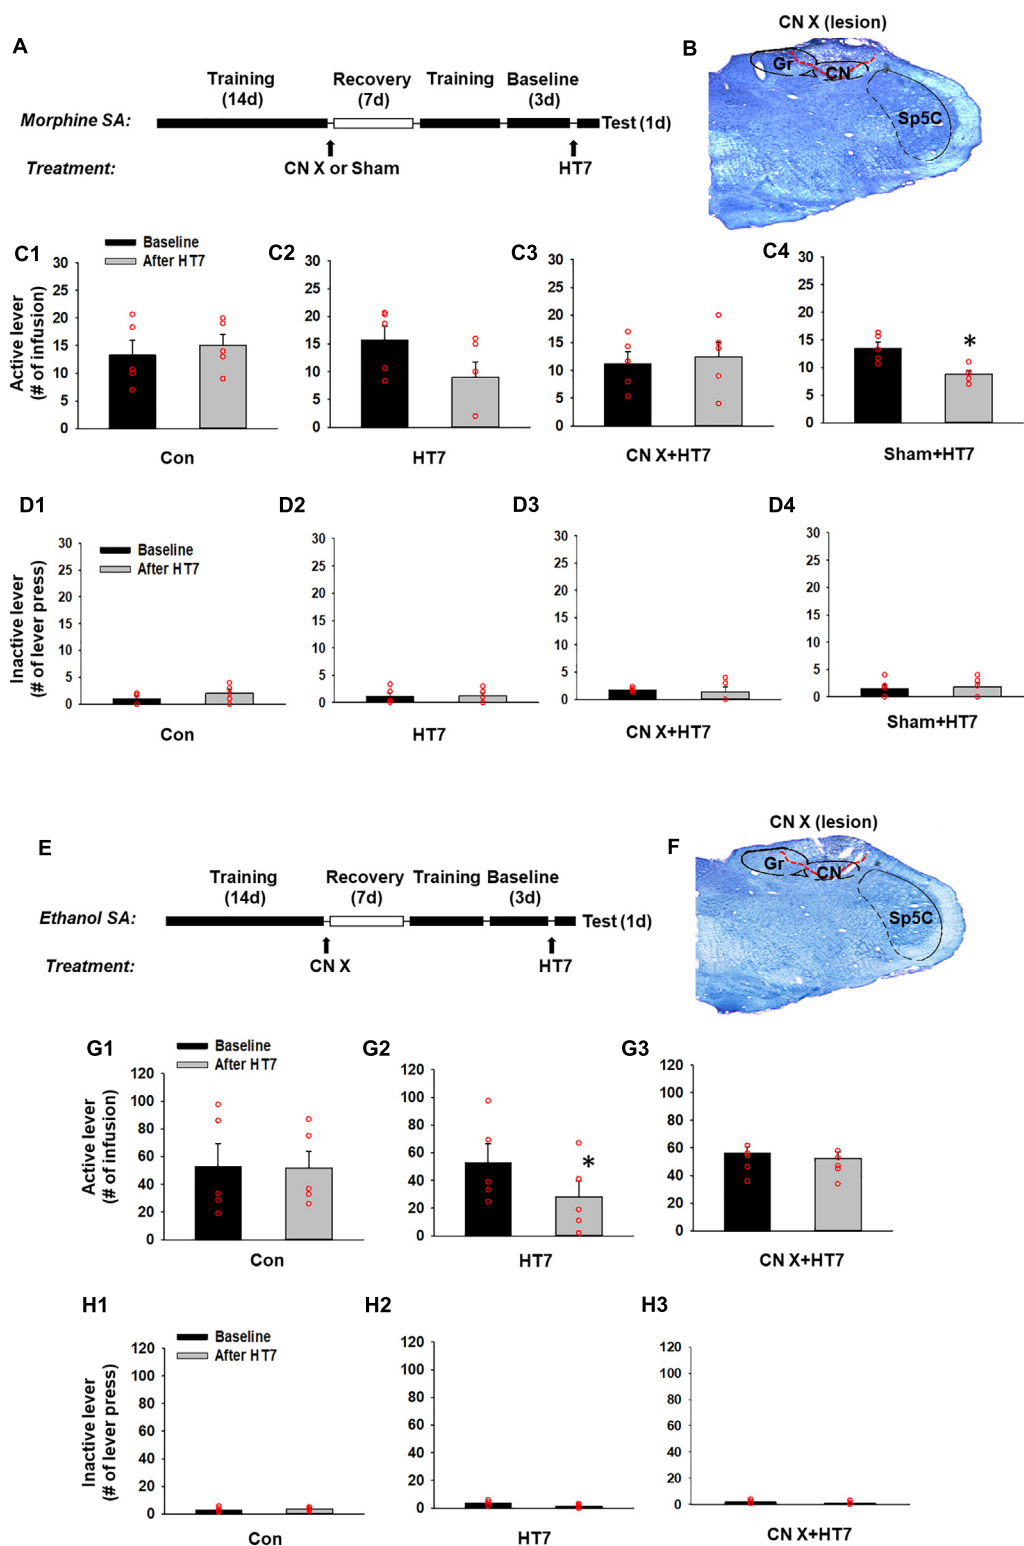 CN X (lesion)
A
B
Training (14d)
Recovery (7d)
Training
Baseline (3d)
Morphine SA:
Test (1d)
Treatment:
CN X or Sham
HT7
Gr
CN
Sp5C
C1
C2
C3
C4
Baseline
After HT7
Active lever
(# of infusion)
30
25
20
15
10
5
0
30
25
20
15
10
5
0
30
25
20
15
10
5
0
30
25
20
15
10
5
0
*
Con
HT7
CN X+HT7
Sham+HT7
D1
D2
D3
D4
Baseline
After HT7
Inactive lever
(# of lever press)
30
25
20
15
10
5
0
30
25
20
15
10
5
0
30
25
20
15
10
5
0
30
25
20
15
10
5
0
Con
HT7
CN X+HT7
Sham+HT7
CN X (lesion)
E
F
Training (14d)
Recovery (7d)
Training
Baseline (3d)
Ethanol SA:
Test (1d)
Treatment:
CN X
HT7
Gr
CN
Sp5C
G1
G2
G3
Baseline
After HT7
Active lever
(# of infusion)
120
100
80
60
40
20
0
120
100
80
60
40
20
0
120
100
80
60
40
20
0
*
Con
HT7
CN X+HT7
H1
H2
H3
Baseline
After HT7
Inactive lever
(# of lever press)
120
100
80
60
40
20
0
120
100
80
60
40
20
0
120
100
80
60
40
20
0
Con
HT7
CN X+HT7